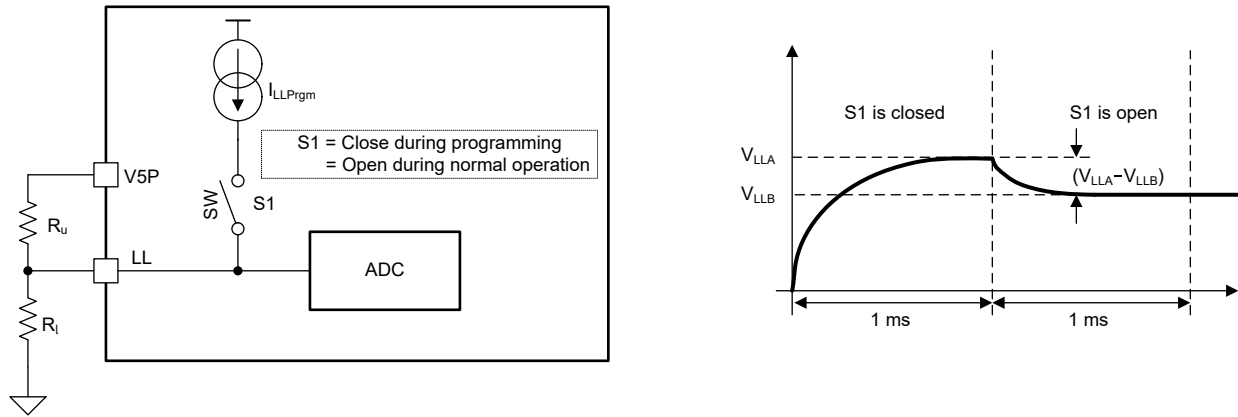 I_LLPrgm
S1 = Close during programming
= Open during normal operation
V5P
SW
S1
R_u
LL
ADC
R_l
S1 is closed
S1 is open
V_LLA
(V_LLA–V_LLB)
V_LLB
1 ms
1 ms